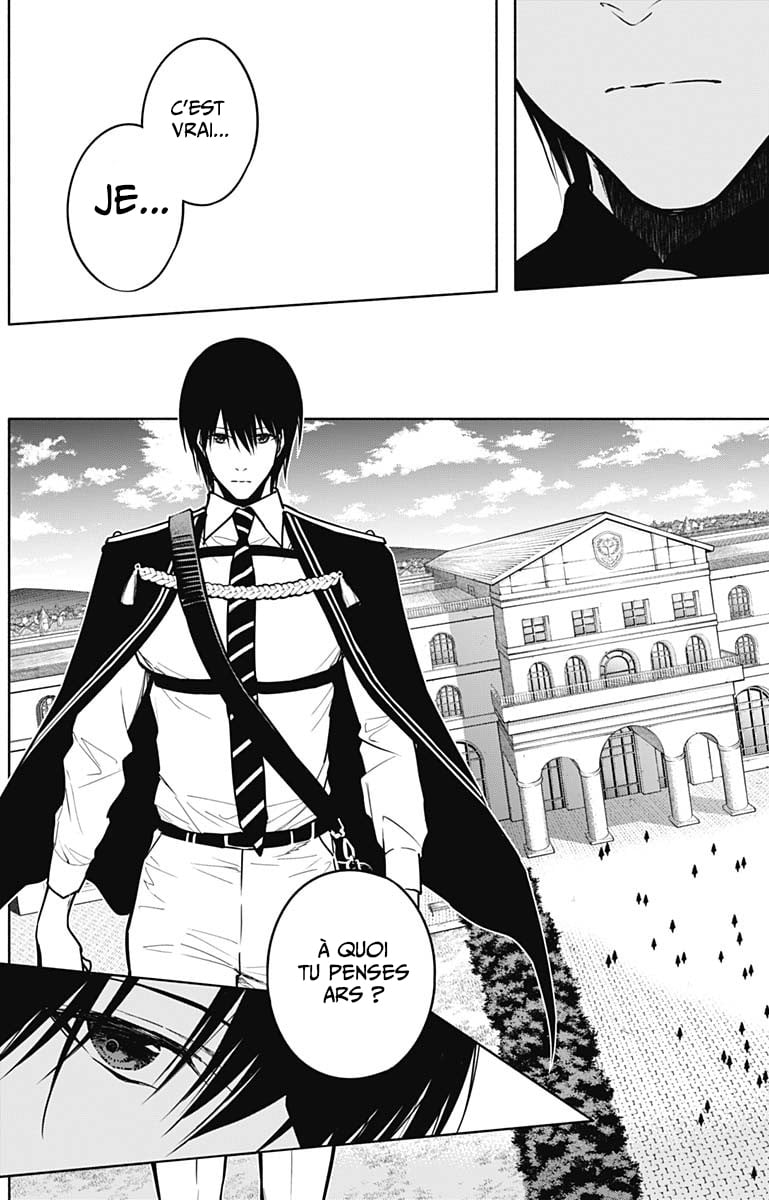 C'EST
VRAI...
JE...
À QUOI
TU PENSES
ARS ?